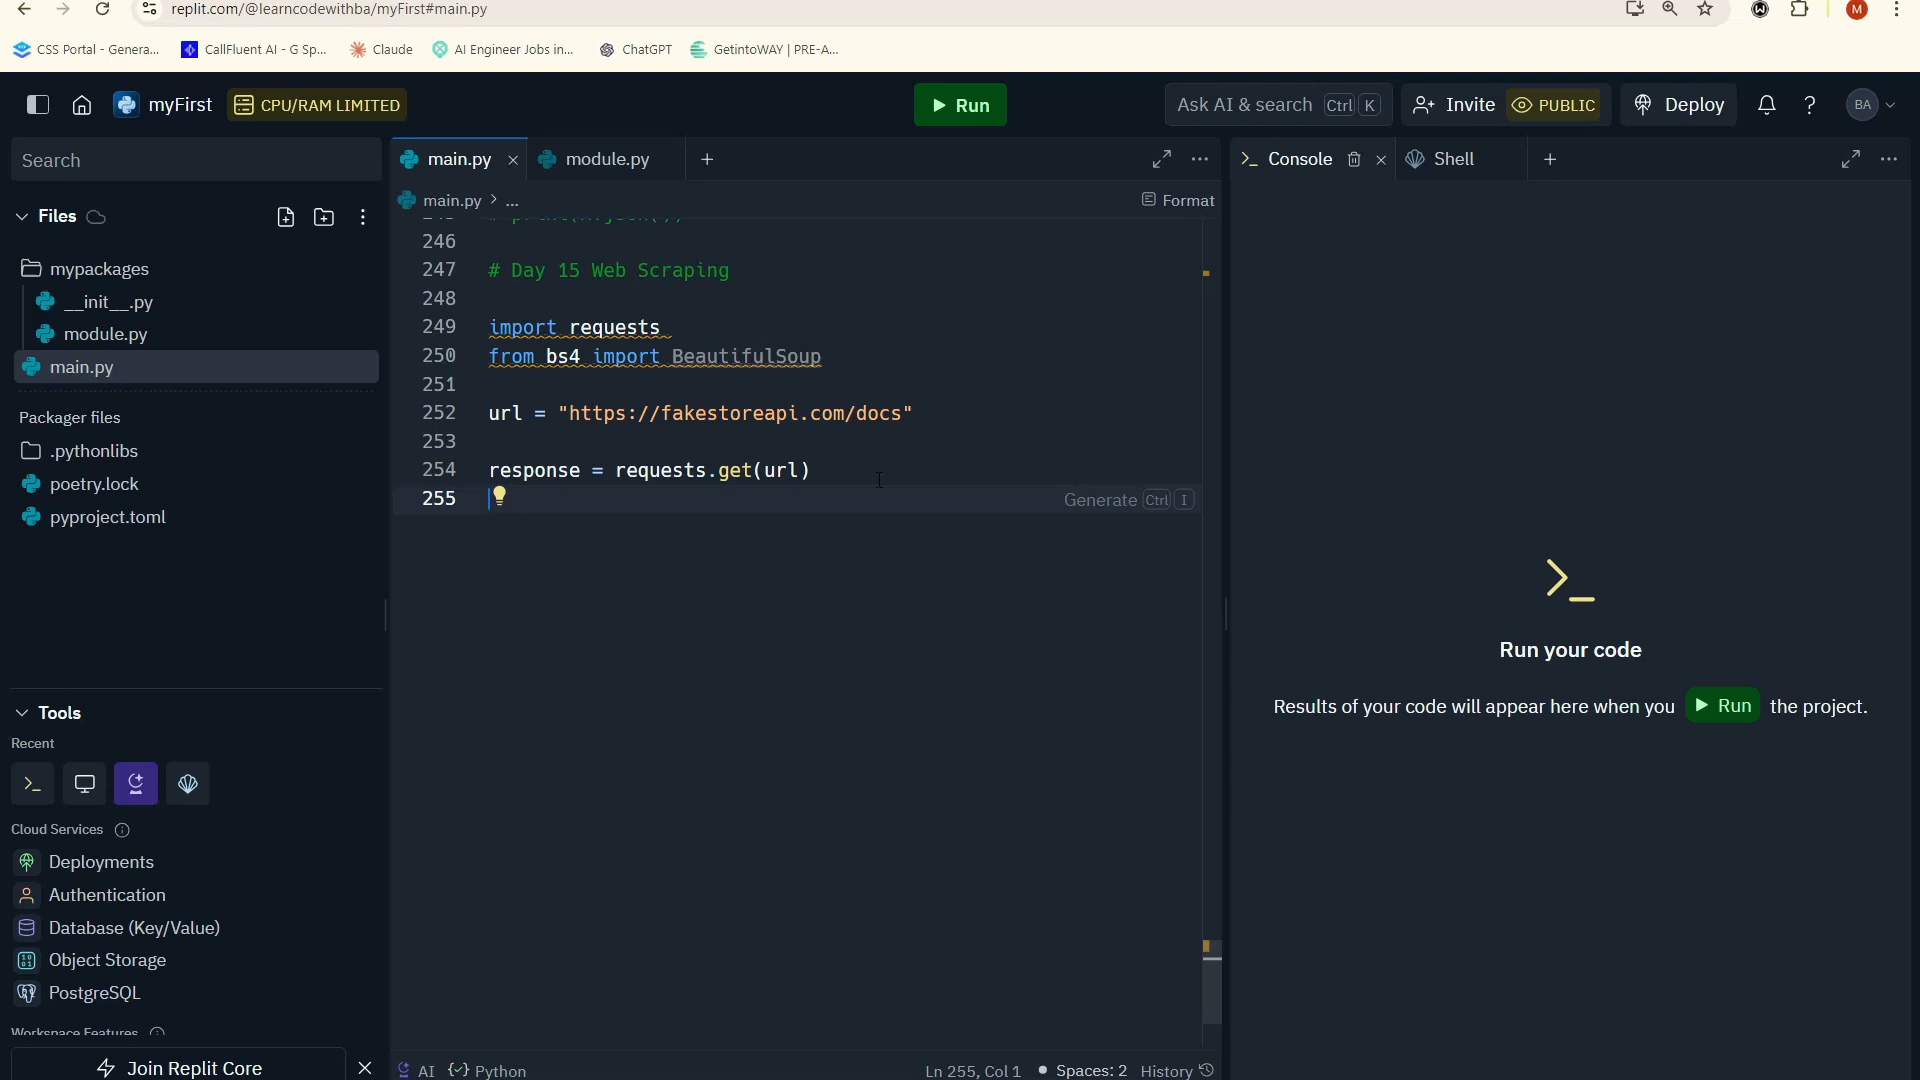 replit.com/@learncodewithba/myFirst#main.py
M
CSS Portal - Genera...
CallFluent AI - G Sp...
Claude
AI Engineer Jobs in...
ChatGPT
GetintoWAY | PRE-A...
myFirst
CPU/RAM LIMITED
Run
Ask AI & search Ctrl K
Invite
PUBLIC
Deploy
BA
Search
main.py
module.py
Console
Shell
main.py > ...
Format
Files
mypackages
__init__.py
module.py
main.py
Packager files
.pythonlibs
poetry.lock
pyproject.toml
246
247 # Day 15 Web Scraping
248
249 import requests
250 from bs4 import BeautifulSoup
251
252 url = "https://fakestoreapi.com/docs"
253
254 response = requests.get(url)
255
Generate Ctrl I
Run your code
Results of your code will appear here when you Run the project.
Tools
Recent
Cloud Services
Deployments
Authentication
Database (Key/Value)
Object Storage
PostgreSQL
Workspace Features
Join Replit Core
AI
Python
Ln 255, Col 1
Spaces: 2
History